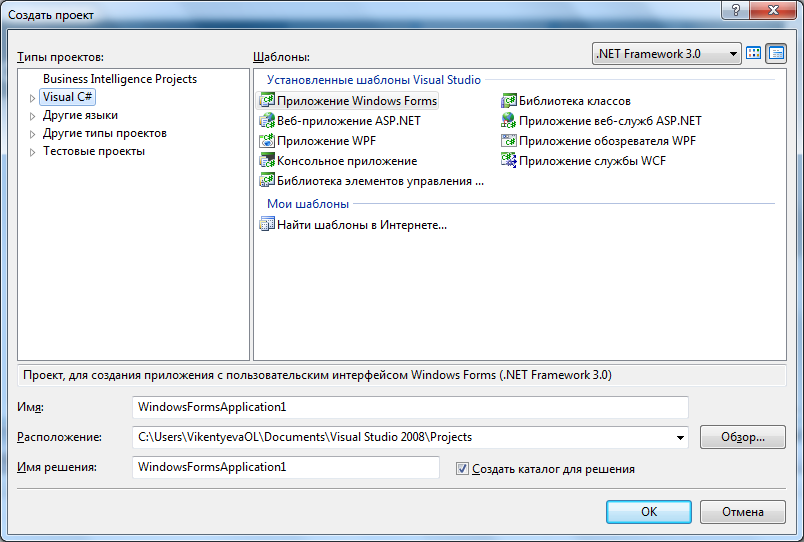 Создать проект
Типы проектов:
Шаблоны:
.NET Framework 3.0
Business Intelligence Projects
Visual C#
Другие языки
Другие типы проектов
Тестовые проекты
Установленные шаблоны Visual Studio
Приложение Windows Forms
Библиотека классов
Веб-приложение ASP.NET
Приложение веб-служб ASP.NET
Приложение WPF
Приложение обозревателя WPF
Консольное приложение
Приложение службы WCF
Библиотека элементов управления ...
Мои шаблоны
Найти шаблоны в Интернете...
Проект, для создания приложения с пользовательским интерфейсом Windows Forms (.NET Framework 3.0)
Имя:
WindowsFormsApplication1
Расположение:
C:\Users\VikentyevaOL\Documents\Visual Studio 2008\Projects
Обзор...
Имя решения:
WindowsFormsApplication1
Создать каталог для решения
OK
Отмена